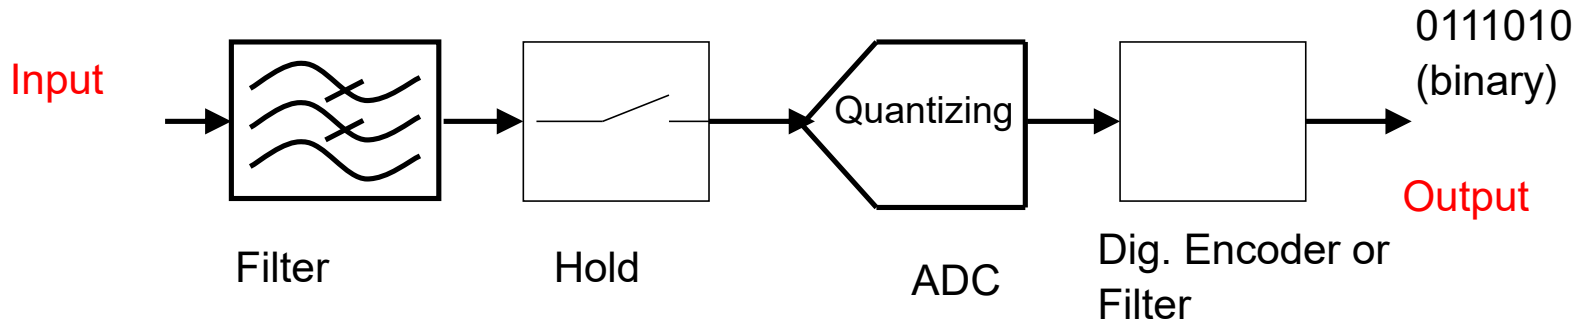 Input
Filter
Hold
Quantizing
ADC
Dig. Encoder or
Filter
0111010
(binary)
Output